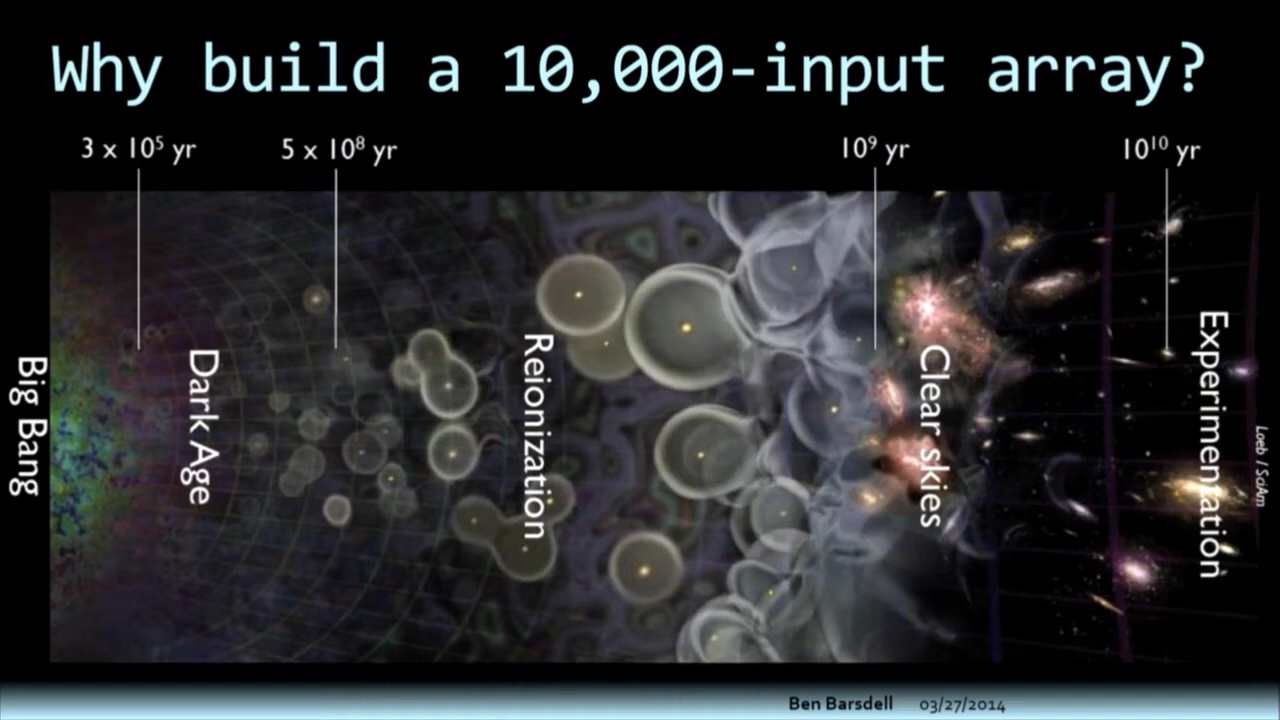 Why build a 10,000-input array?
3 x 10⁵ yr
5 x 10⁸ yr
10⁹ yr
10¹⁰ yr
Big Bang
Dark Age
Reionization
Clear skies
Experimentation
Loeb / SciAm
Ben Barsdell 03/27/2014